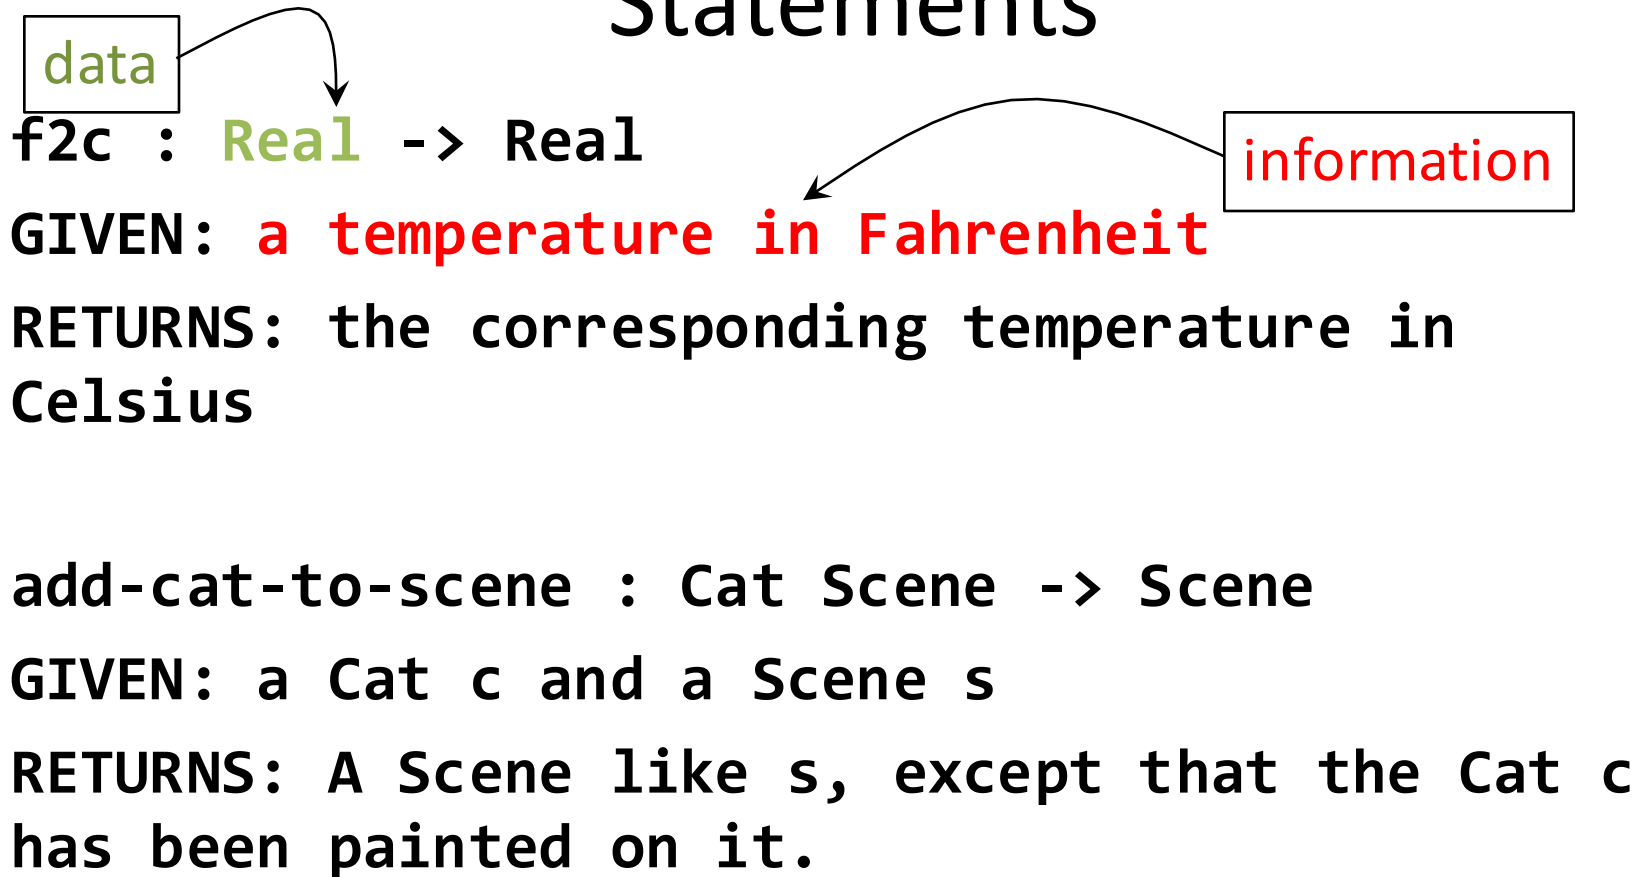 Statements
data
f2c : Real -> Real
information
GIVEN: a temperature in Fahrenheit
RETURNS: the corresponding temperature in
Celsius
add-cat-to-scene : Cat Scene -> Scene
GIVEN: a Cat c and a Scene s
RETURNS: A Scene like s, except that the Cat c
has been painted on it.